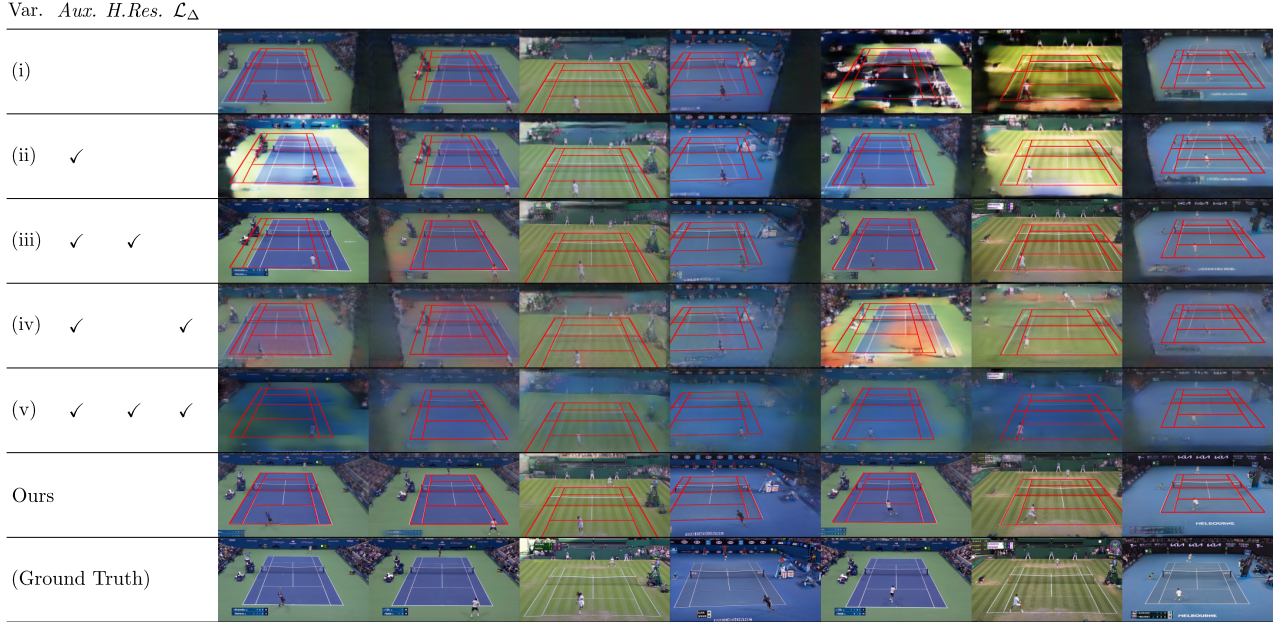 Var. Aux. H.Res. ℒ_Δ
(i)
(ii) ✓
(iii) ✓ ✓
(iv) ✓ ✓
(v) ✓ ✓ ✓
Ours
MELBOURNE
(Ground Truth)
MELBOURNE